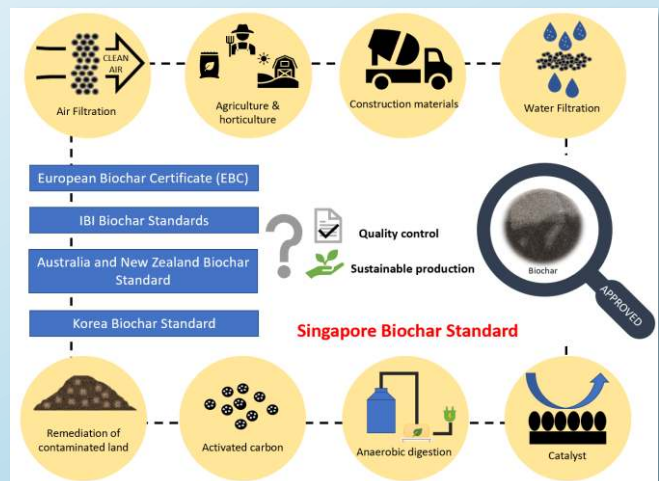 CLEAN
AIR
Air Filtration
Agriculture &
horticulture
Construction materials
Water Filtration
European Biochar Certificate (EBC)
IBI Biochar Standards
Australia and New Zealand Biochar
Standard
Korea Biochar Standard
?
Quality control
Sustainable production
Singapore Biochar Standard
Biochar
APPROVED
Remediation of
contaminated land
Activated carbon
Anaerobic digestion
Catalyst